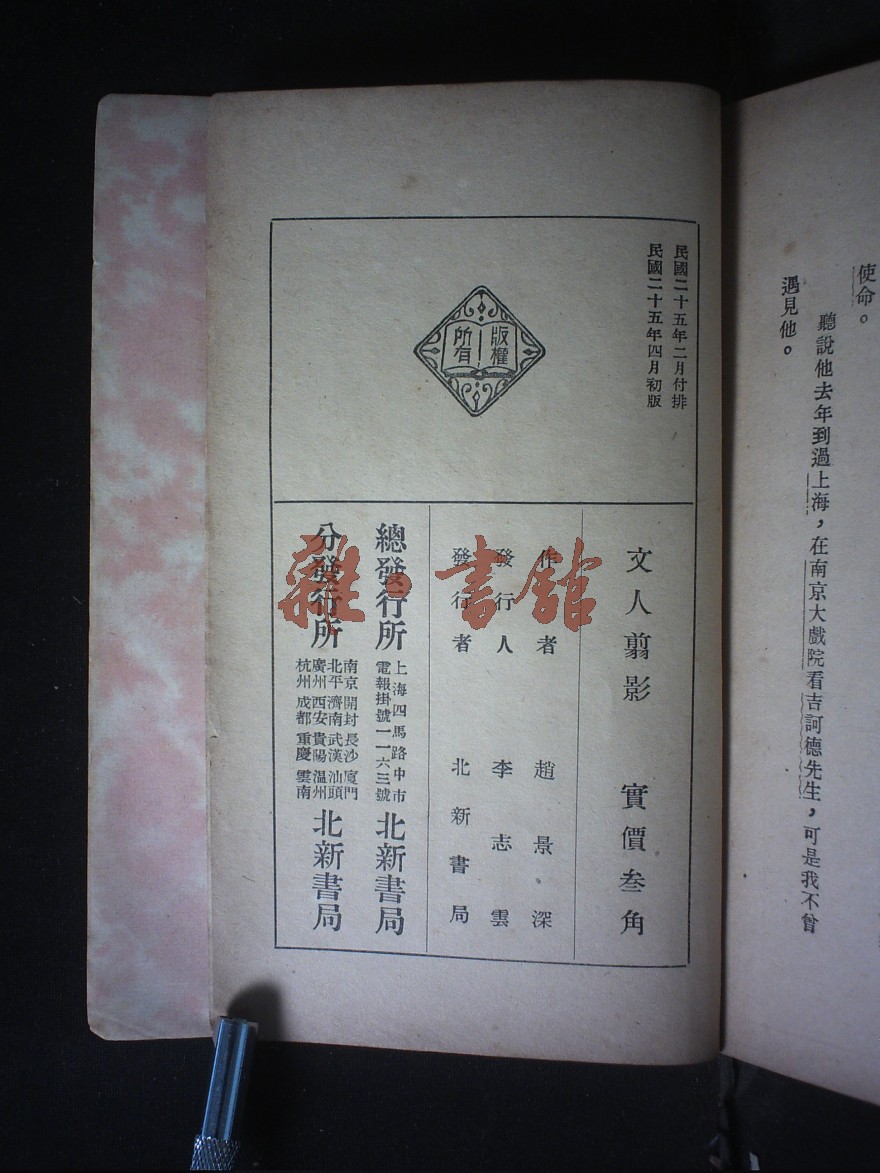 使命。
聽說他去年到過上海，在南京大戲院看吉訶德先生，可是我不曾
遇見他。
民國二十五年二月付排
民國二十五年四月初版
版權
所有
文人翦影　實價叁角
作者　趙景深
發行人　李志雲
發行者　北新書局
總發行所　上海四馬路中市
電報掛號一一六三號　北新書局
分發行所　南京　開封　長沙　廈門
北平　濟南　武漢　汕頭
廣州　西安　貴陽　溫州
杭州　成都　重慶　雲南　北新書局
雜·書館